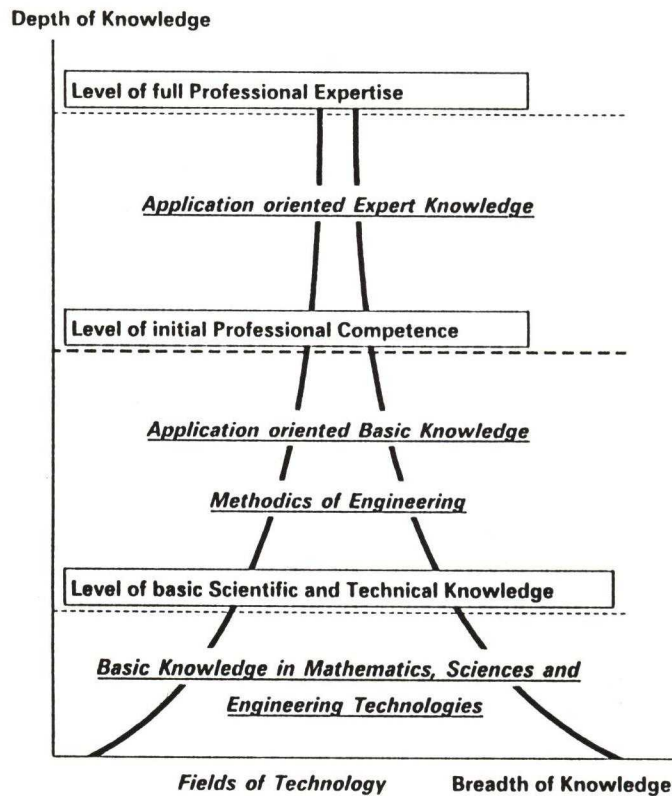 Depth of Knowledge
Level of full Professional Expertise
Application oriented Expert Knowledge
Level of initial Professional Competence
Application oriented Basic Knowledge
Methodics of Engineering
Level of basic Scientific and Technical Knowledge
Basic Knowledge in Mathematics, Sciences and
Engineering Technologies
Fields of Technology
Breadth of Knowledge